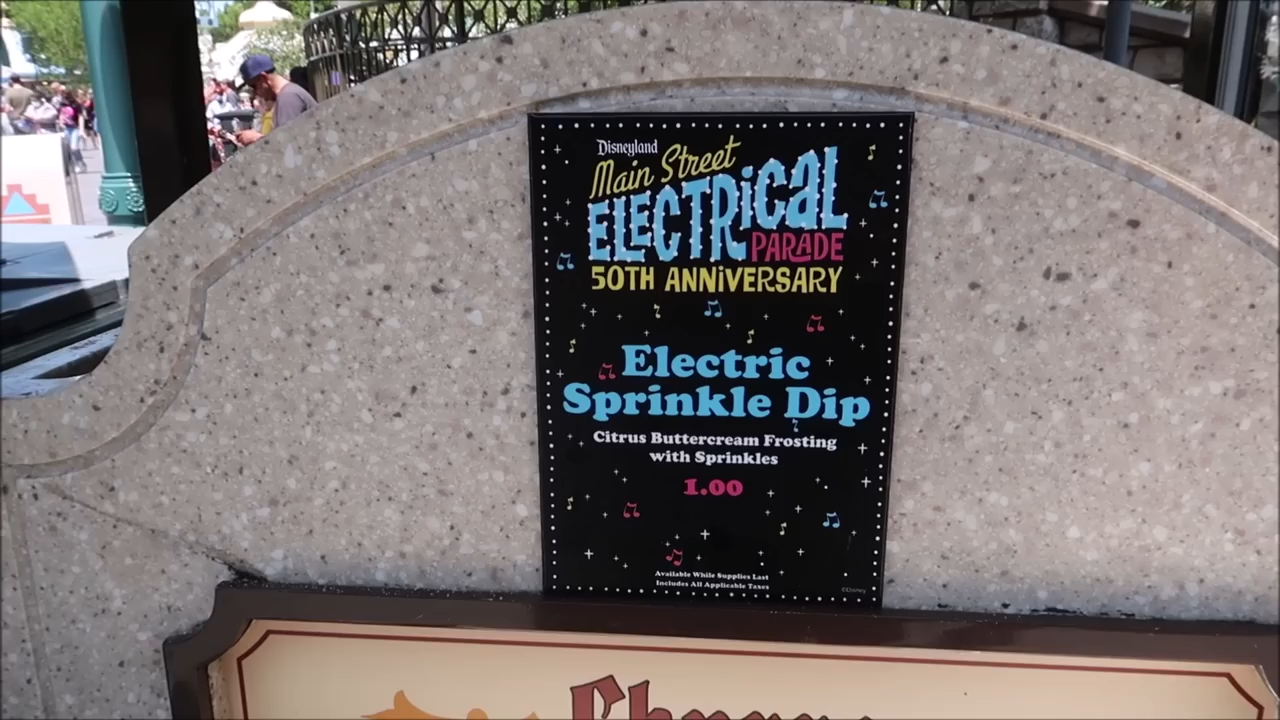 Disneyland
Main Street
ELECTRiCaL
PARADE
50TH ANNiVERSARY
Electric
Sprinkle Dip
Citrus Buttercream Frosting
with Sprinkles
1.00
Available While Supplies Last
Includes All Applicable Taxes
©Disney